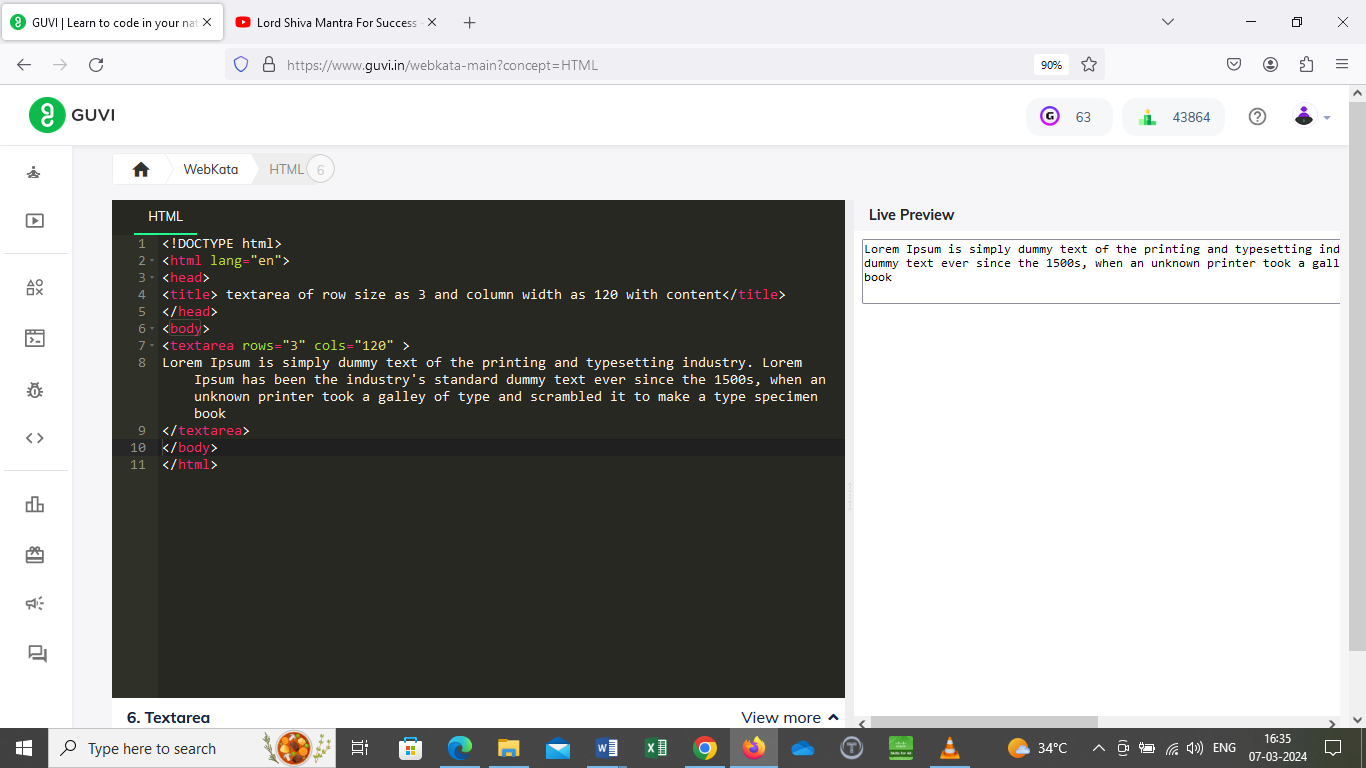 GUVI | Learn to code in your nat
Lord Shiva Mantra For Success -
https://www.guvi.in/webkata-main?concept=HTML
90%
GUVI
G 63
43864
WebKata
HTML 6
HTML
1 <!DOCTYPE html>
2 <html lang="en">
3 <head>
4 <title> textarea of row size as 3 and column width as 120 with content</title>
5 </head>
6 <body>
7 <textarea rows="3" cols="120" >
8 Lorem Ipsum is simply dummy text of the printing and typesetting industry. Lorem
Ipsum has been the industry's standard dummy text ever since the 1500s, when an
unknown printer took a galley of type and scrambled it to make a type specimen
book
9 </textarea>
10 </body>
11 </html>
Live Preview
Lorem Ipsum is simply dummy text of the printing and typesetting ind
dummy text ever since the 1500s, when an unknown printer took a gall
book
6. Textarea
View more
Type here to search
34°C
ENG
16:35
07-03-2024